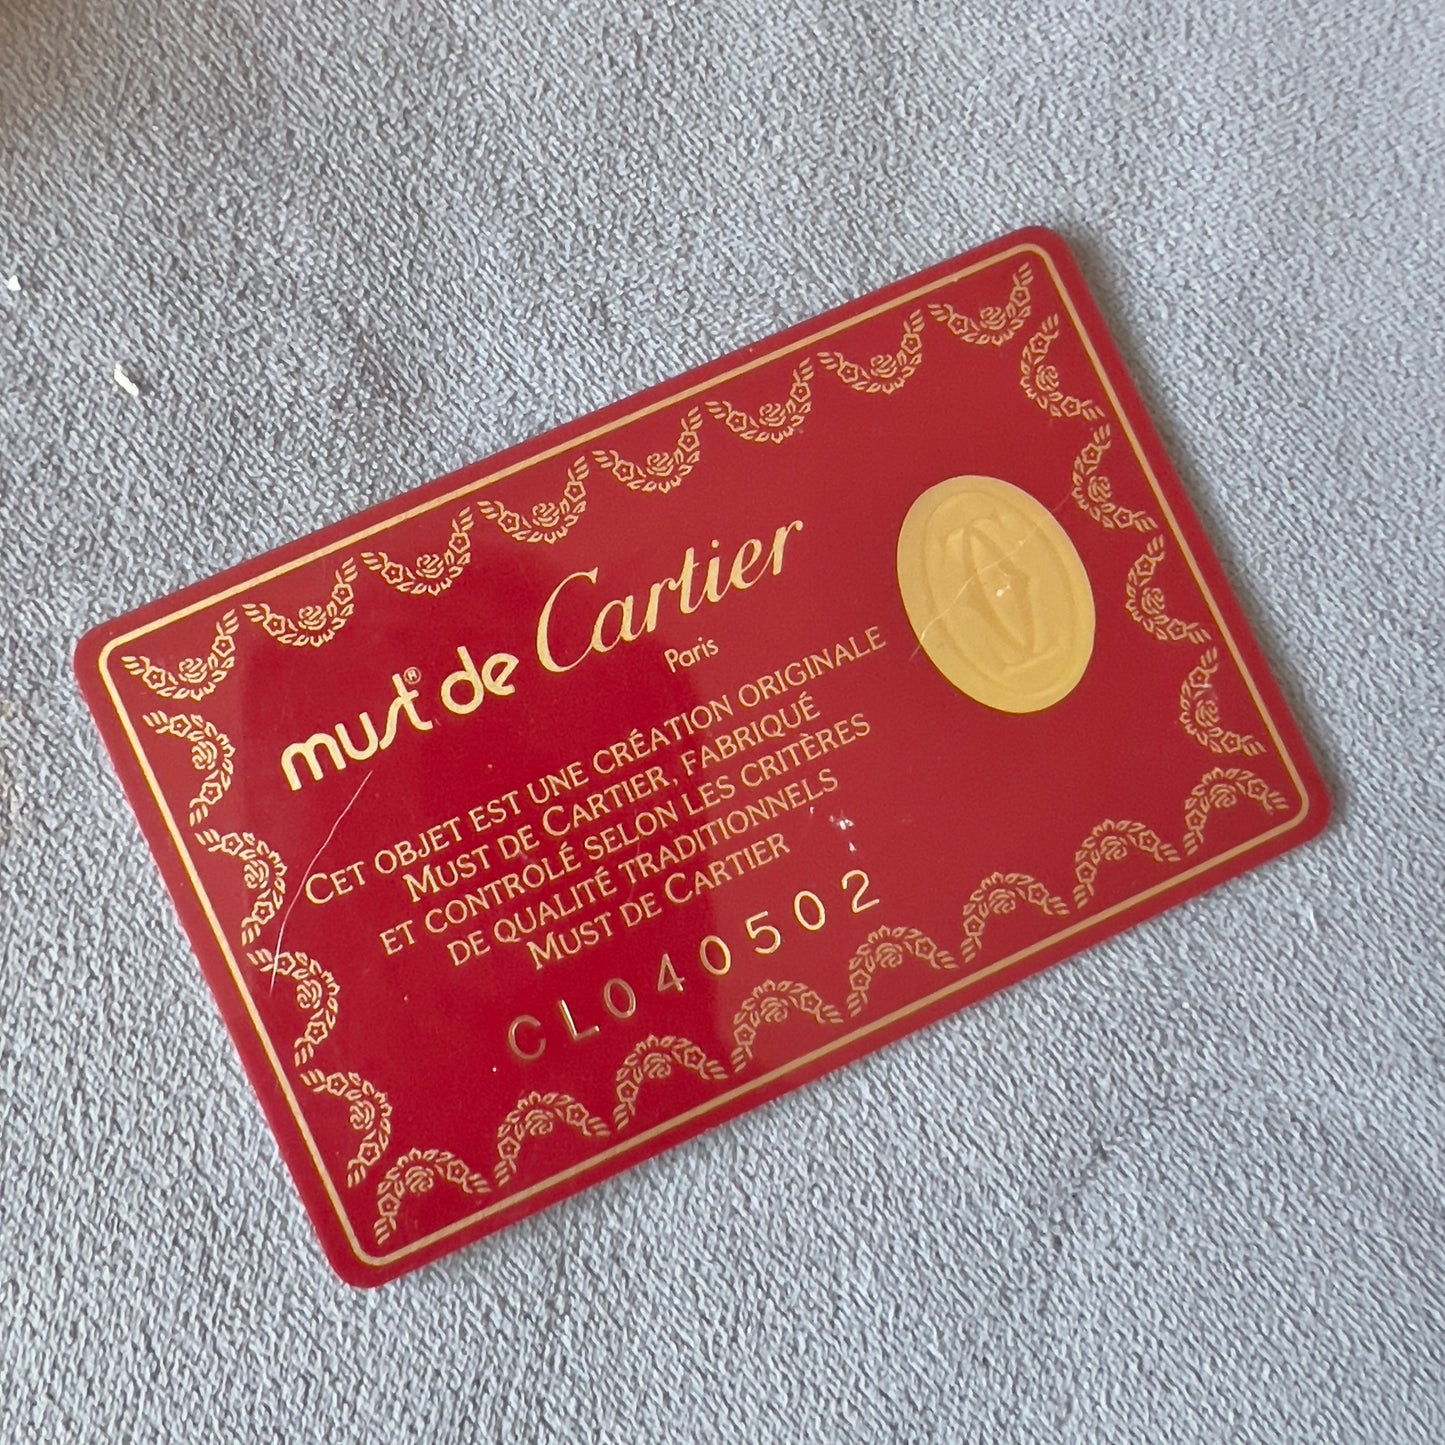 must® de Cartier
Paris
CET OBJET EST UNE CRÉATION ORIGINALE
MUST DE CARTIER, FABRIQUÉ
ET CONTROLÉ SELON LES CRITÈRES
DE QUALITÉ TRADITIONNELS
MUST DE CARTIER
CL040502